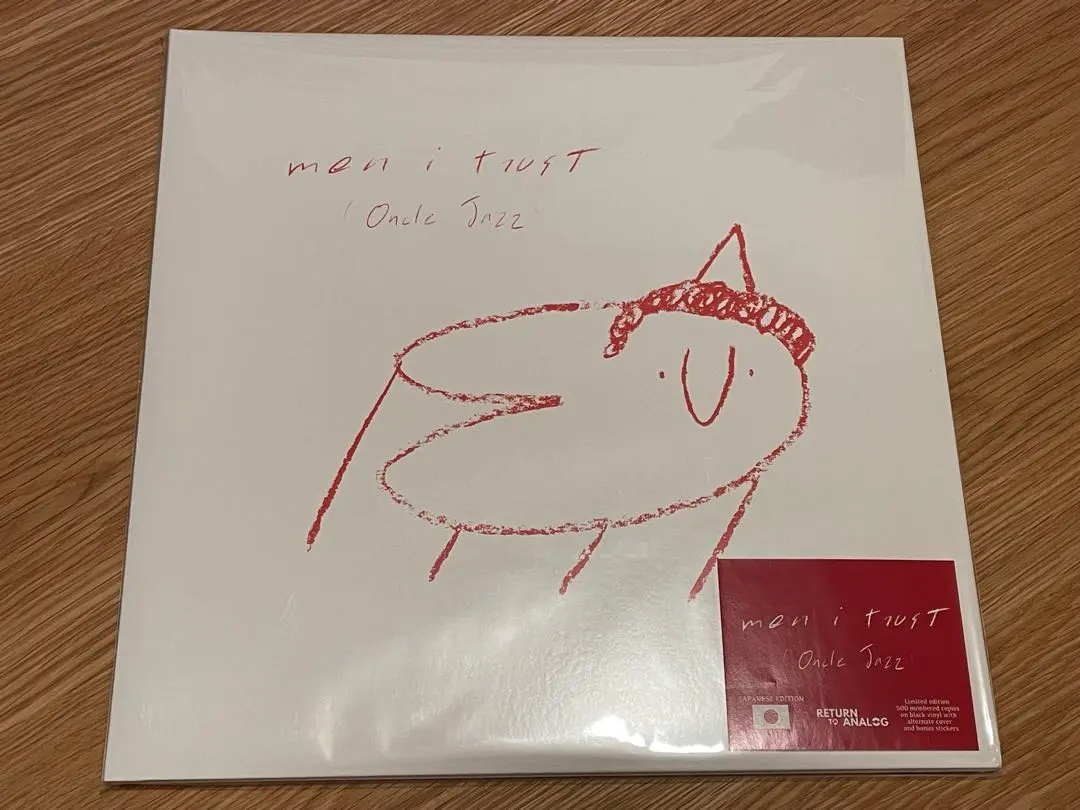 men i trust
(Oncle Jazz)
men i trust
(Oncle Jazz)
JAPANESE EDITION
RETURN
TO ANALOG
Limited edition
500 numbered copies
on black vinyl with
alternate cover
and bonus stickers